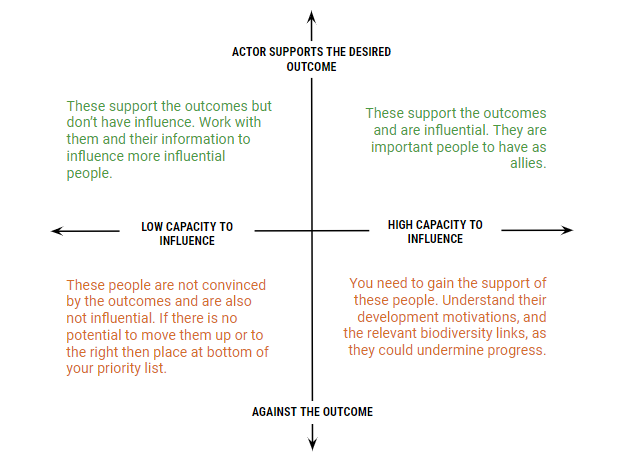 ACTOR SUPPORTS THE DESIRED
OUTCOME
These support the outcomes but
don't have influence. Work with
them and their information to
influence more influential
people.
These support the outcomes
and are influential. They are
important people to have as
allies.
LOW CAPACITY TO
INFLUENCE
HIGH CAPACITY TO
INFLUENCE
These people are not convinced
by the outcomes and are also
not influential. If there is no
potential to move them up or to
the right then place at bottom of
your priority list.
You need to gain the support of
these people. Understand their
development motivations, and
the relevant biodiversity links, as
they could undermine progress.
AGAINST THE OUTCOME